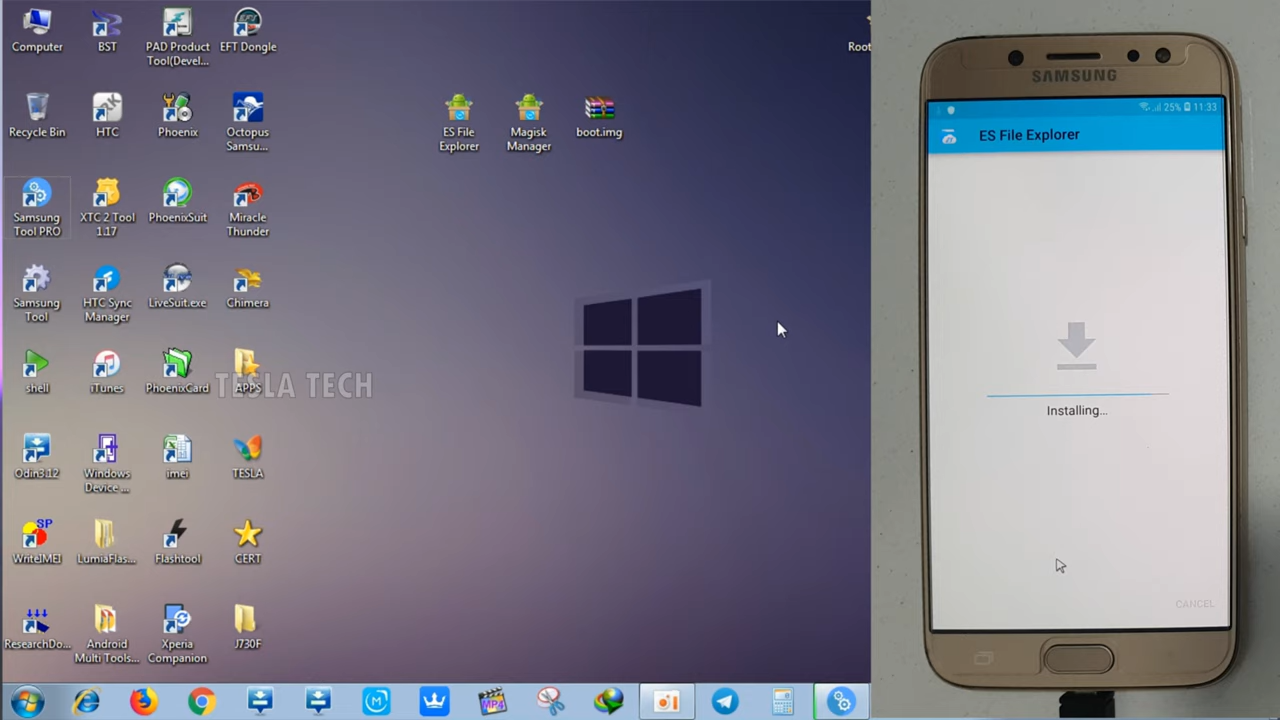 Computer
BST
PAD Product
Tool(Devel...
EFT Dongle
Root
Recycle Bin
HTC
Phoenix
Octopus
Samsu...
ES File
Explorer
Magisk
Manager
boot.img
Samsung
Tool PRO
XTC 2 Tool
1.17
PhoenixSuit
Miracle
Thunder
Samsung
Tool
HTC Sync
Manager
LiveSuit.exe
Chimera
shell
iTunes
PhoenixCard
APPS
TESLA TECH
Odin3.12
Windows
Device ...
imei
TESLA
SP
WriteIMEI
LumiaFlas...
Flashtool
CERT
ResearchDo...
Android
Multi Tools...
Xperia
Companion
J730F
MP4
SAMSUNG
25% 11:33
ES File Explorer
Installing...
CANCEL